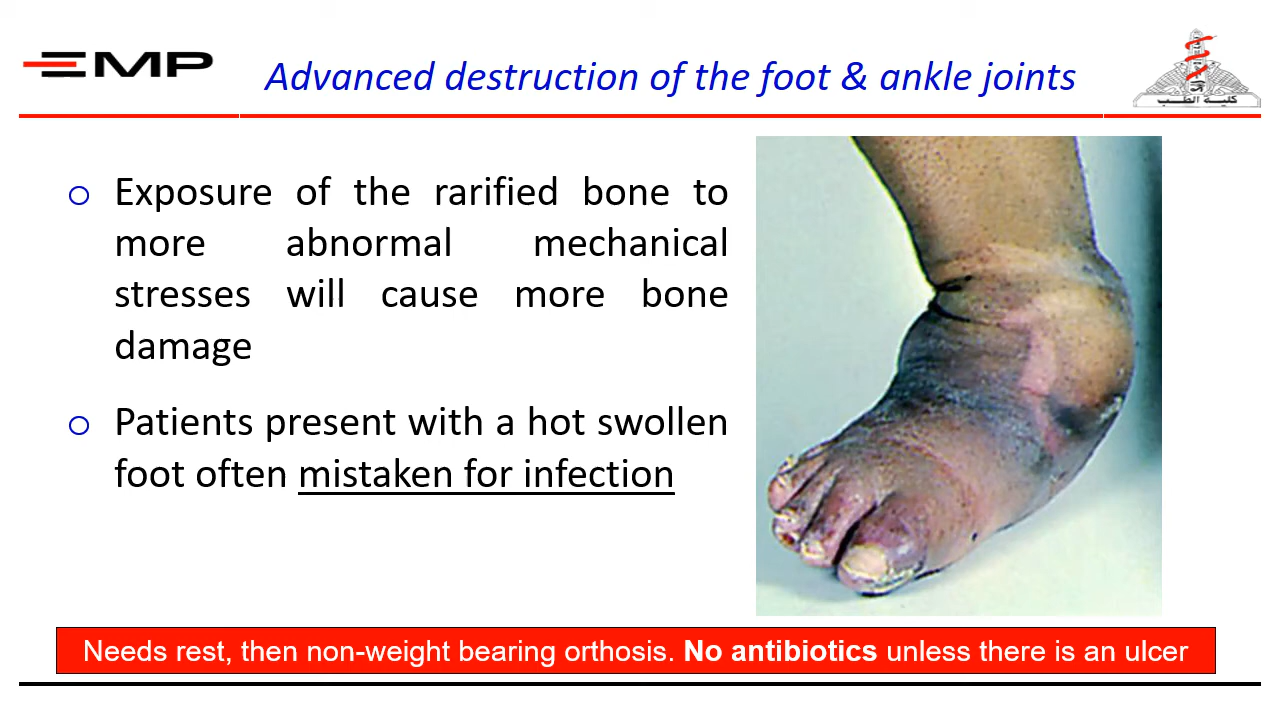 EMP
Advanced destruction of the foot & ankle joints
كلية الطب
o Exposure of the rarified bone to
more abnormal mechanical
stresses will cause more bone
damage
o Patients present with a hot swollen
foot often mistaken for infection
Needs rest, then non-weight bearing orthosis. No antibiotics unless there is an ulcer